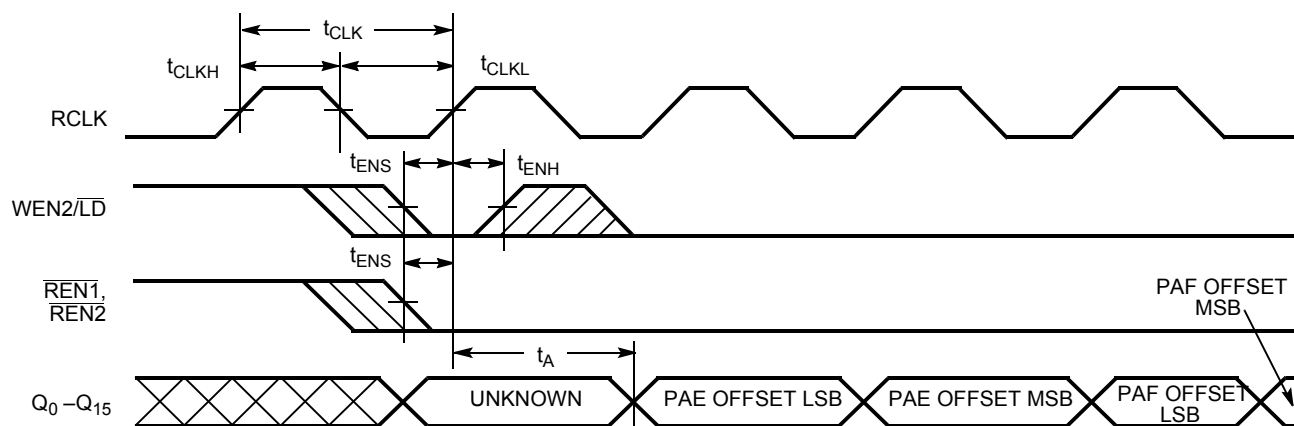 tCLK
tCLKH
tCLKL
RCLK
tENS
tENH
WEN2/LD
tENS
REN1,
REN2
PAF OFFSET
MSB
tA
Q0 –Q15
UNKNOWN
PAE OFFSET LSB
PAE OFFSET MSB
PAF OFFSET
LSB